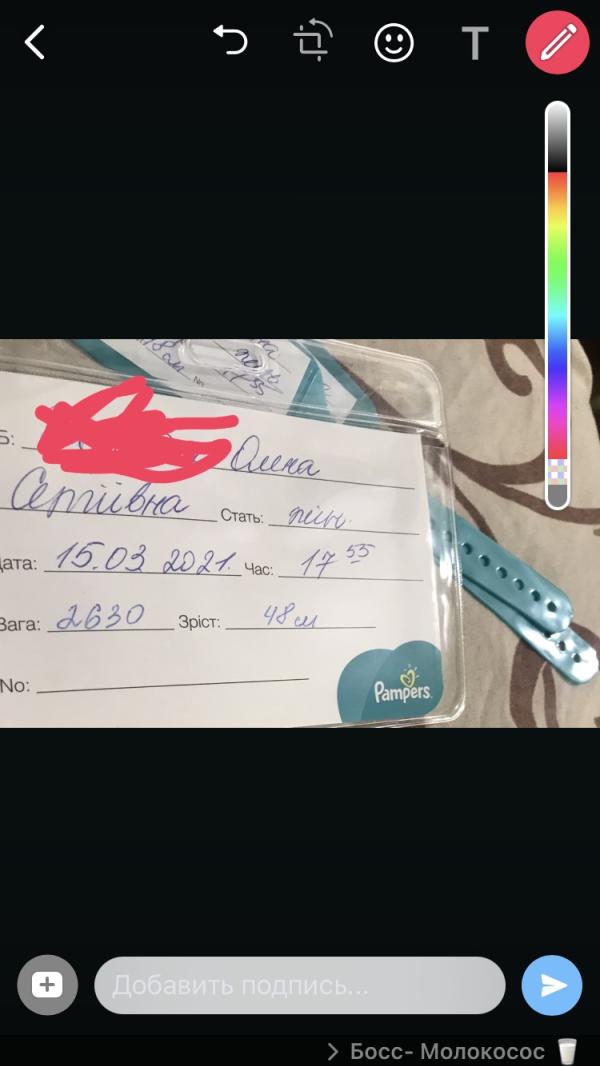 T
Б: Олена
Сергіївна Стать: жін.
Дата: 15.03 2021. Час: 17 55
Вага: 2630 Зріст: 48 см
No:
Pampers
Добавить подпись...
Босс- Молокосос